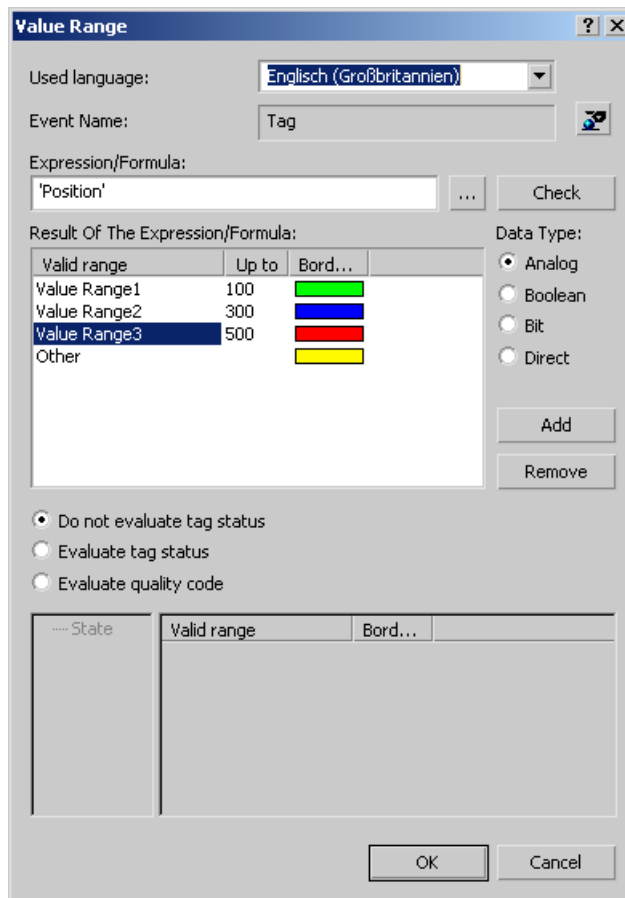 Value Range
Used language: Englisch (Großbritannien)
Event Name: Tag
Expression/Formula:
'Position' ... Check
Result Of The Expression/Formula: Data Type:
Valid range Up to Bord...
Analog
Value Range1 100
Boolean
Value Range2 300
Value Range3 500
Bit
Other
Direct
Add
Remove
Do not evaluate tag status
Evaluate tag status
Evaluate quality code
State Valid range Bord...
OK Cancel